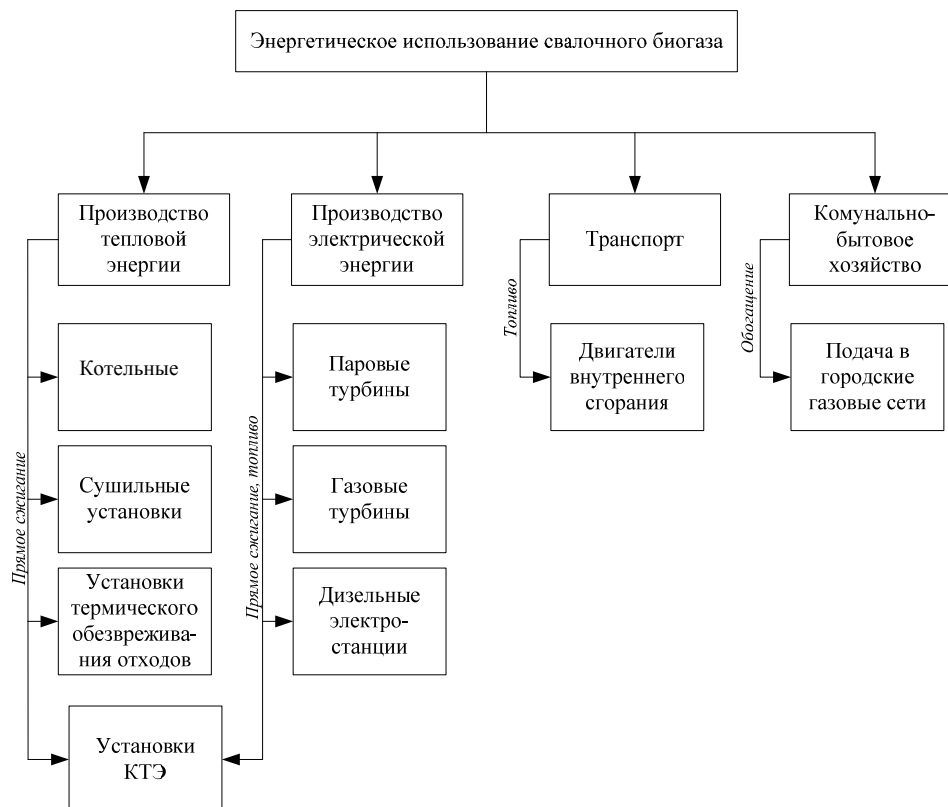 Энергетическое использование свалочного биогаза
Производство
тепловой
энергии
Производство
электрической
энергии
Транспорт
Комунально-
бытовое
хозяйство
Прямое сжигание
Котельные
Сушильные
установки
Установки
термического
обезврежива-
ния отходов
Прямое сжигание, топливо
Паровые
турбины
Газовые
турбины
Дизельные
электро-
станции
Установки
КТЭ
Топливо
Двигатели
внутреннего
сгорания
Обогащение
Подача в
городские
газовые сети